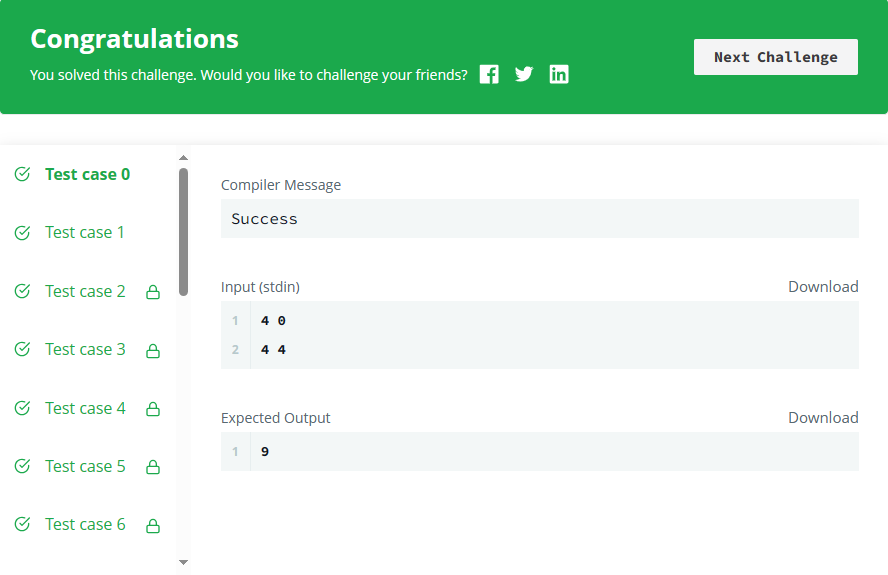 Congratulations
You solved this challenge. Would you like to challenge your friends?
Next Challenge
Test case 0
Test case 1
Test case 2
Test case 3
Test case 4
Test case 5
Test case 6
Compiler Message
Success
Input (stdin) Download
1 4 0
2 4 4
Expected Output Download
1 9